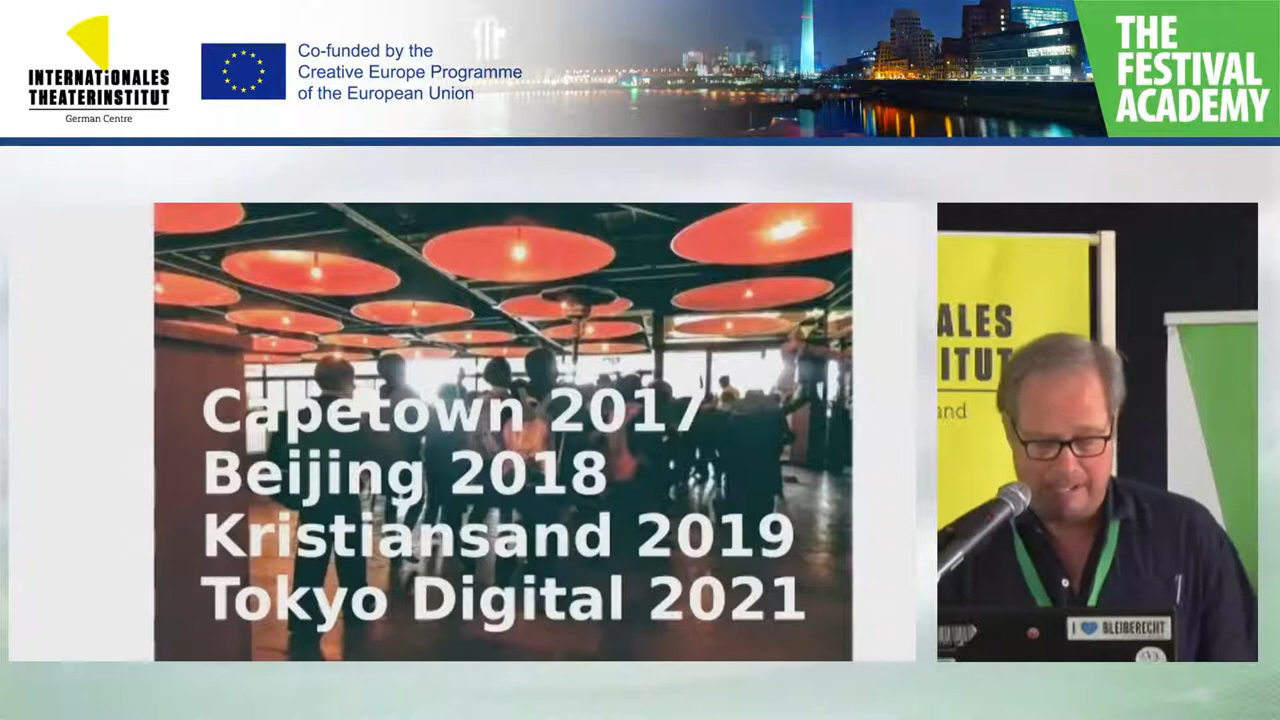 INTERNATiONALES
THEATERINSTITUT
German Centre
Co-funded by the
Creative Europe Programme
of the European Union
THE
FESTIVAL
ACADEMY
Capetown 2017
Beijing 2018
Kristiansand 2019
Tokyo Digital 2021
ALES
ITUT
and
I BLEIBERECHT